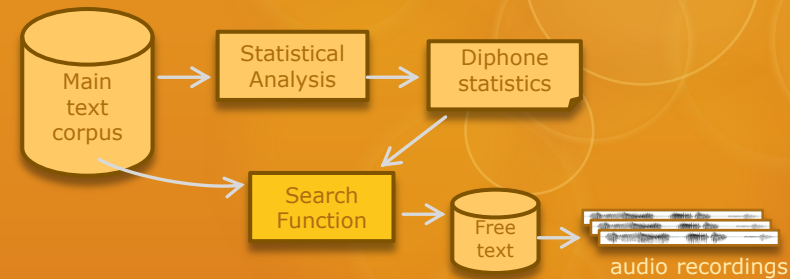 Main
text
corpus
Statistical
Analysis
Diphone
statistics
Search
Function
Free
text
audio recordings